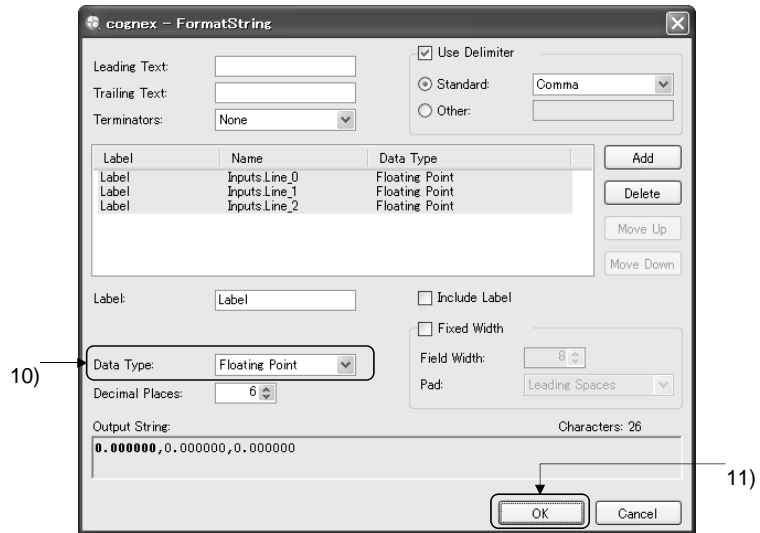 cognex - FormatString
Leading Text:
Trailing Text:
Terminators: None
Use Delimiter
Standard: Comma
Other:
Label Name Data Type
Label Inputs.Line_0 Floating Point
Label Inputs.Line_1 Floating Point
Label Inputs.Line_2 Floating Point
Add
Delete
Move Up
Move Down
Label: Label
Include Label
Fixed Width
10)
Data Type: Floating Point
Field Width: 8
Decimal Places: 6
Pad: Leading Spaces
Output String: Characters: 26
0.000000,0.000000,0.000000
11)
OK Cancel